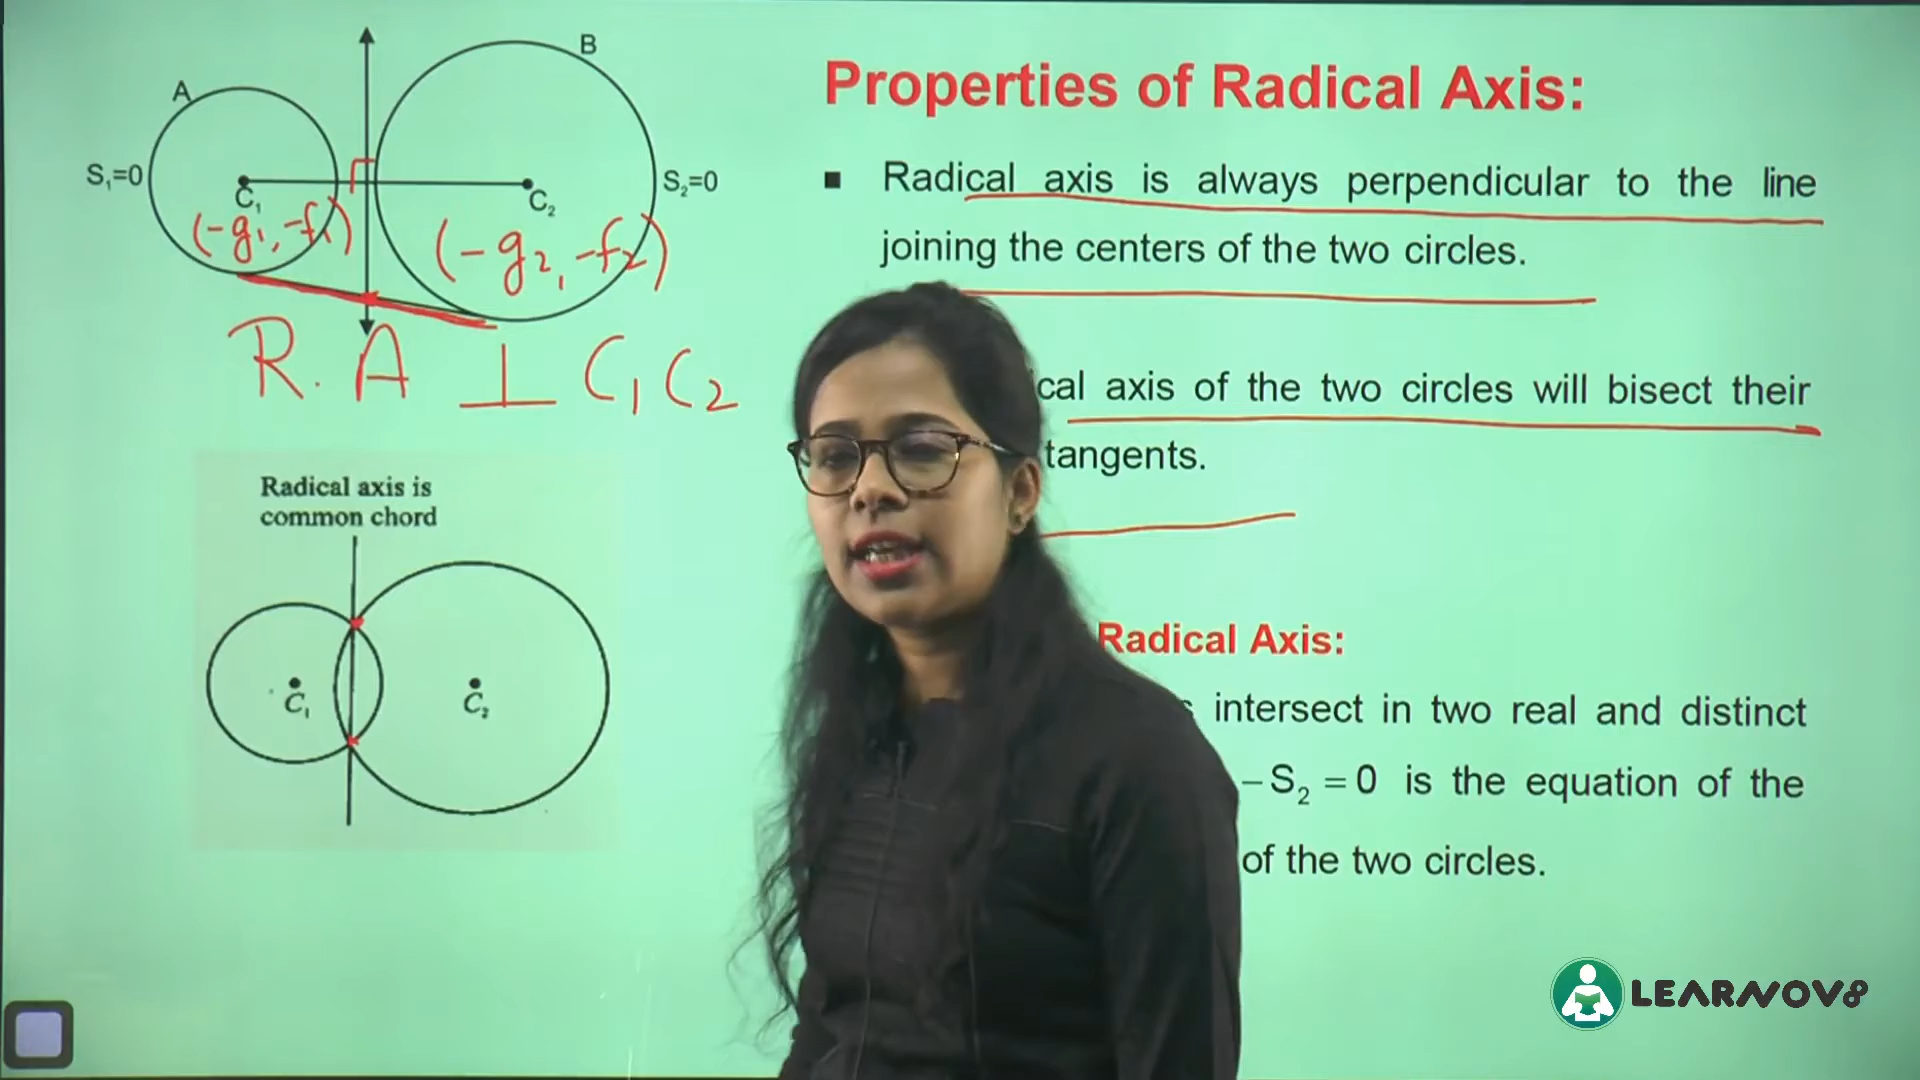 A
B
S₁=0
C₁
C₂
S₂=0
(-g₁, -f₁)
(-g₂, -f₂)
R. A ⊥ C₁ C₂
Radical axis is
common chord
C₁
C₂
Properties of Radical Axis:
▪ Radical axis is always perpendicular to the line
joining the centers of the two circles.
cal axis of the two circles will bisect their
tangents.
Radical Axis:
intersect in two real and distinct
–S₂ = 0 is the equation of the
of the two circles.
LEARNOV8